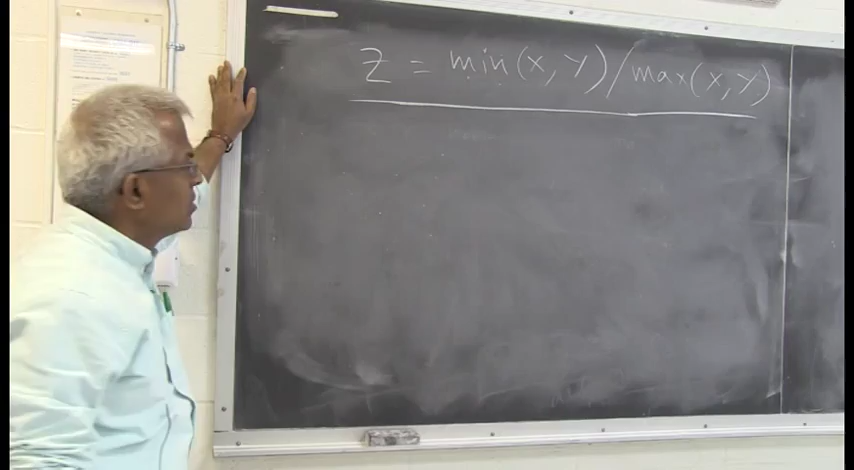 Z = min(X, Y)/max(X, Y)